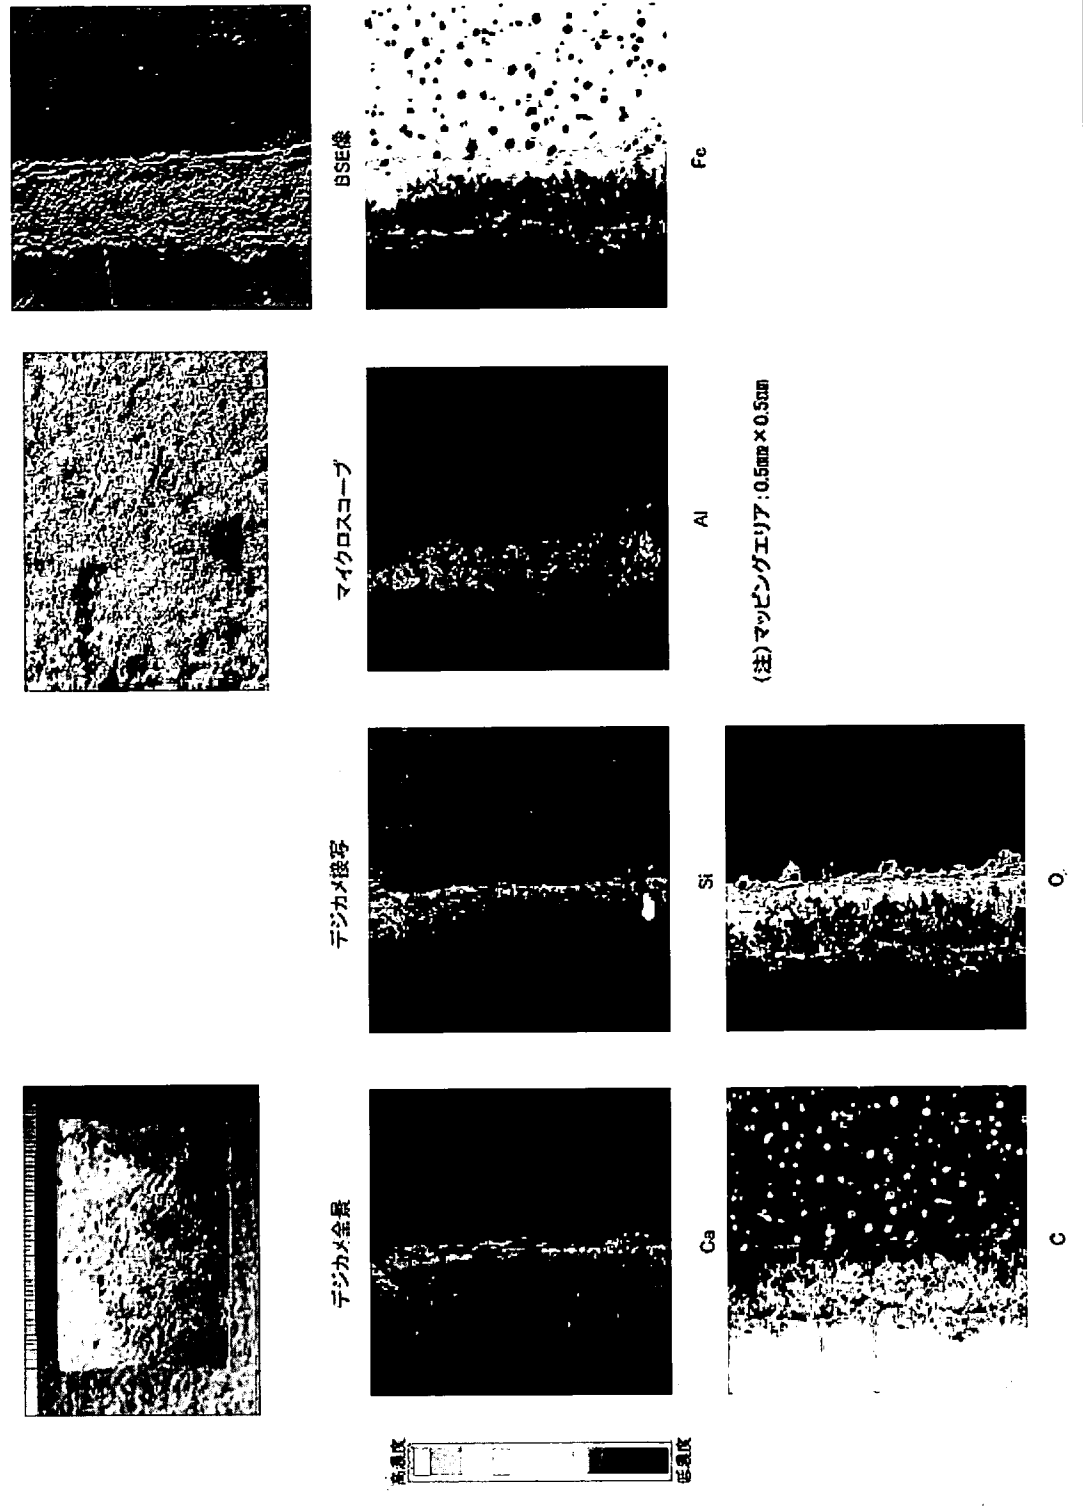 デジカメ全景
デジカメ接写
マイクロスコープ
BSE像
高濃度
低濃度
Ca
Si
Al
Fe
C
O
(注)マッピングエリア:0.5mm×0.5mm